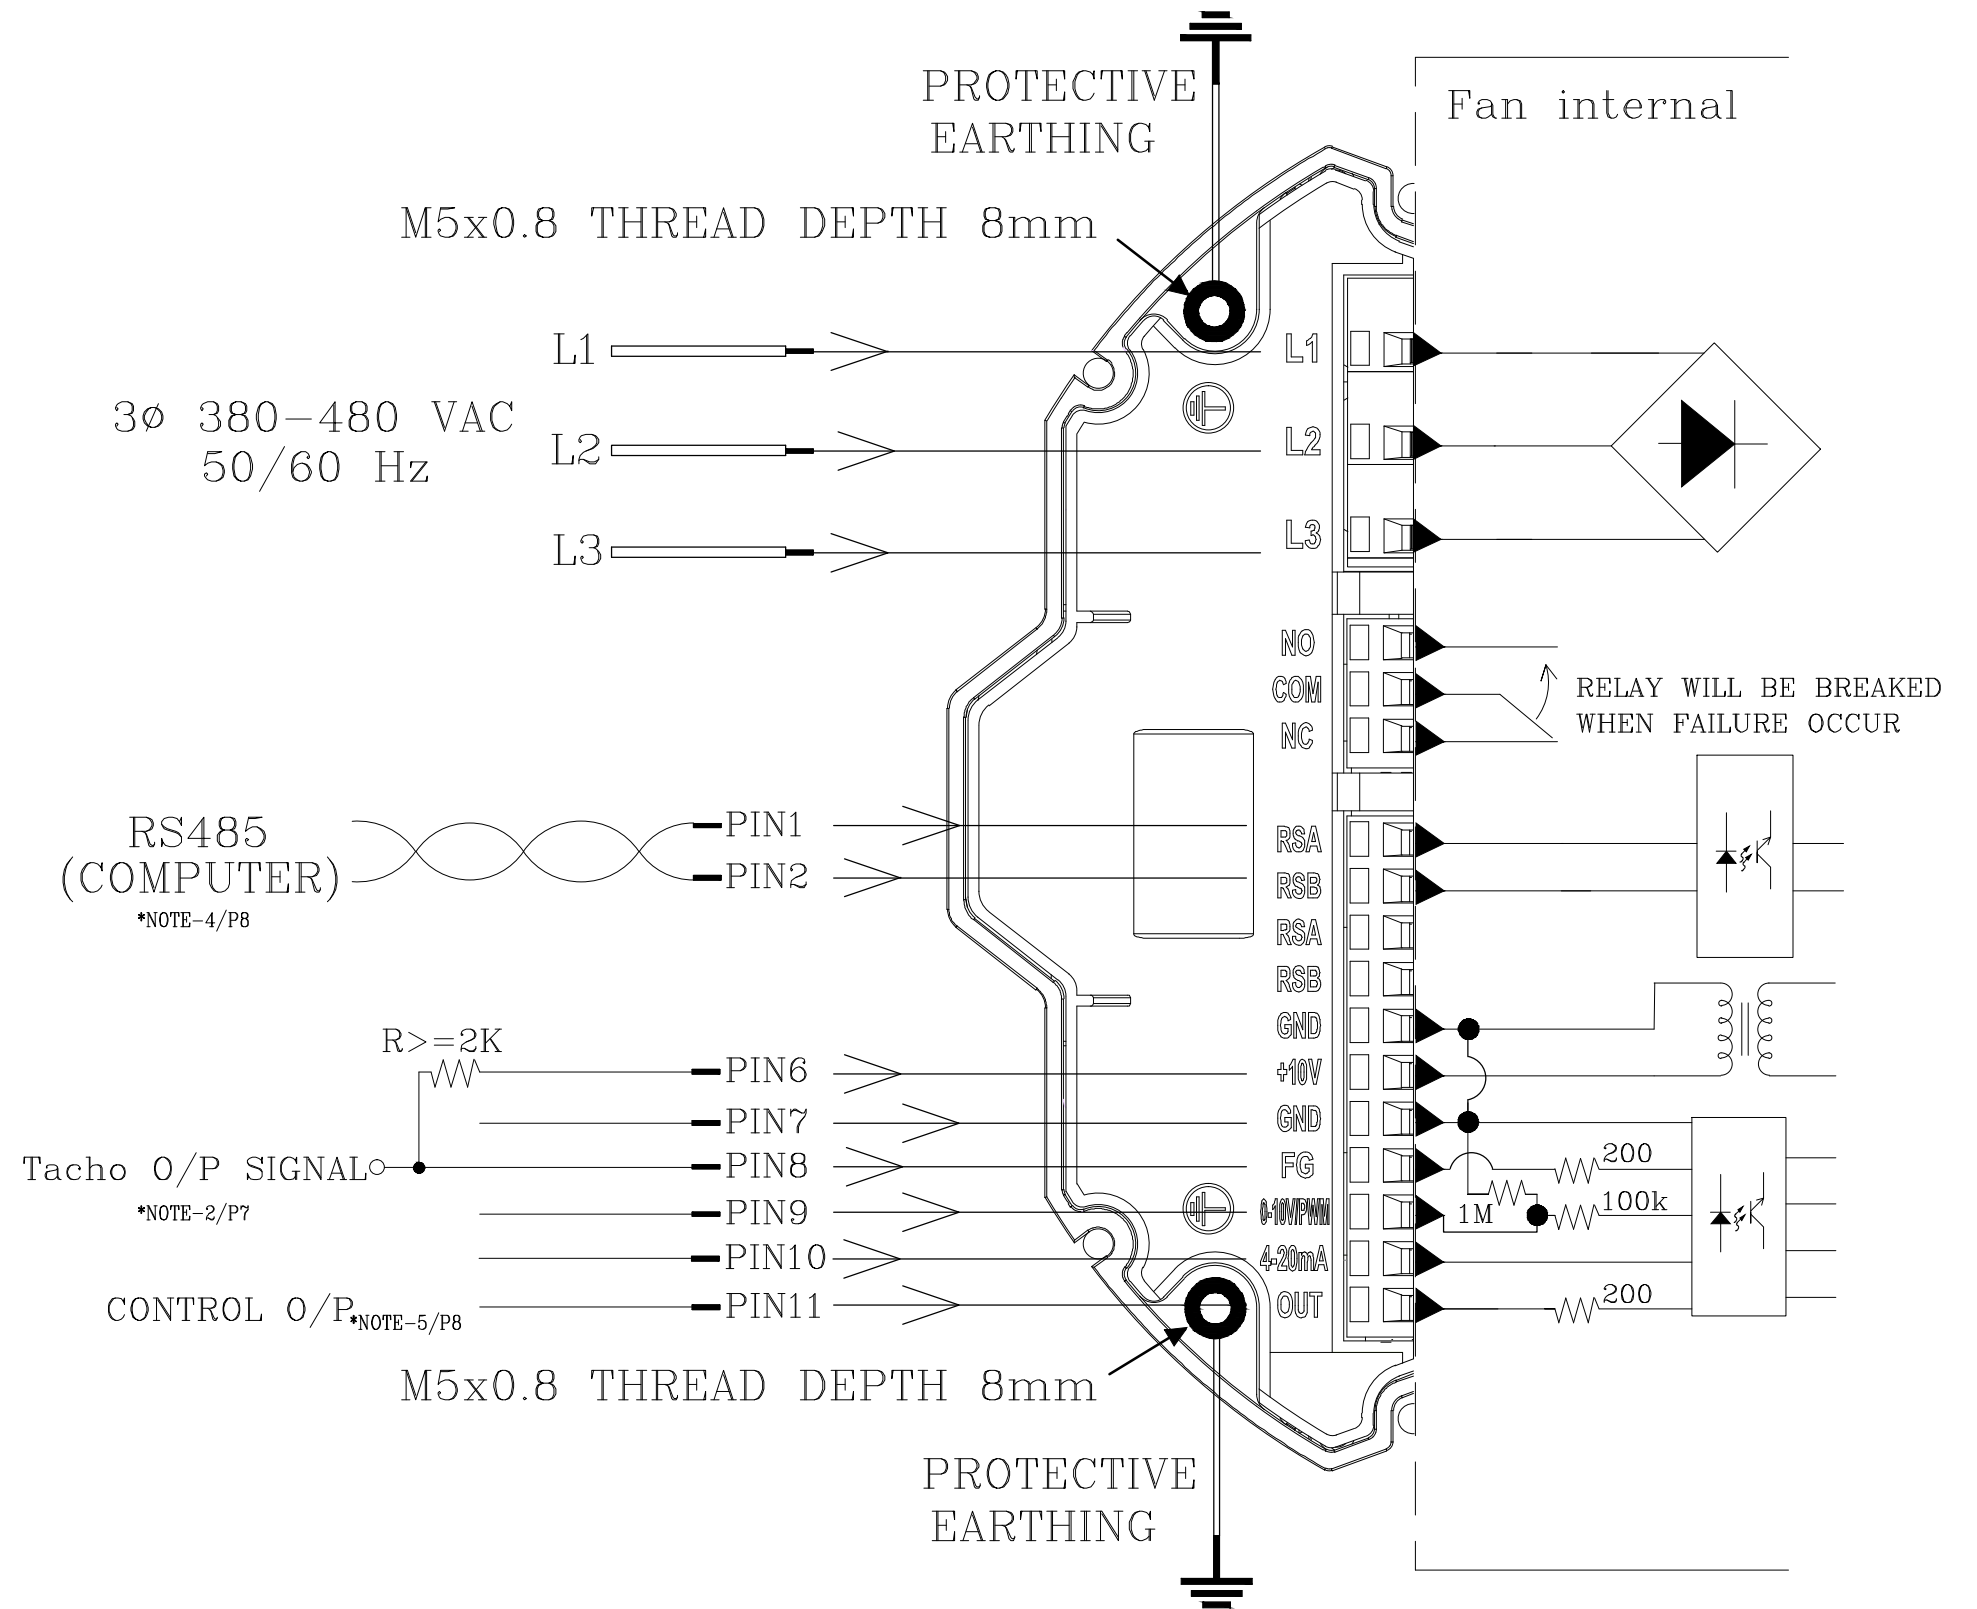 PROTECTIVE
EARTHING
Fan internal
M5x0.8 THREAD DEPTH 8mm
L1
L1
3ø 380-480 VAC
50/60 Hz
L2
L2
L3
L3
NO
COM
NC
RELAY WILL BE BREAKED
WHEN FAILURE OCCUR
RS485
(COMPUTER)
*NOTE-4/P8
PIN1
PIN2
RSA
RSB
RSA
RSB
GND
R>=2K
PIN6
+10V
PIN7
GND
Tacho O/P SIGNAL
*NOTE-2/P7
PIN8
FG
200
PIN9
0-10V/PWM
1M
100k
PIN10
4-20mA
CONTROL O/P *NOTE-5/P8
PIN11
OUT
200
M5x0.8 THREAD DEPTH 8mm
PROTECTIVE
EARTHING